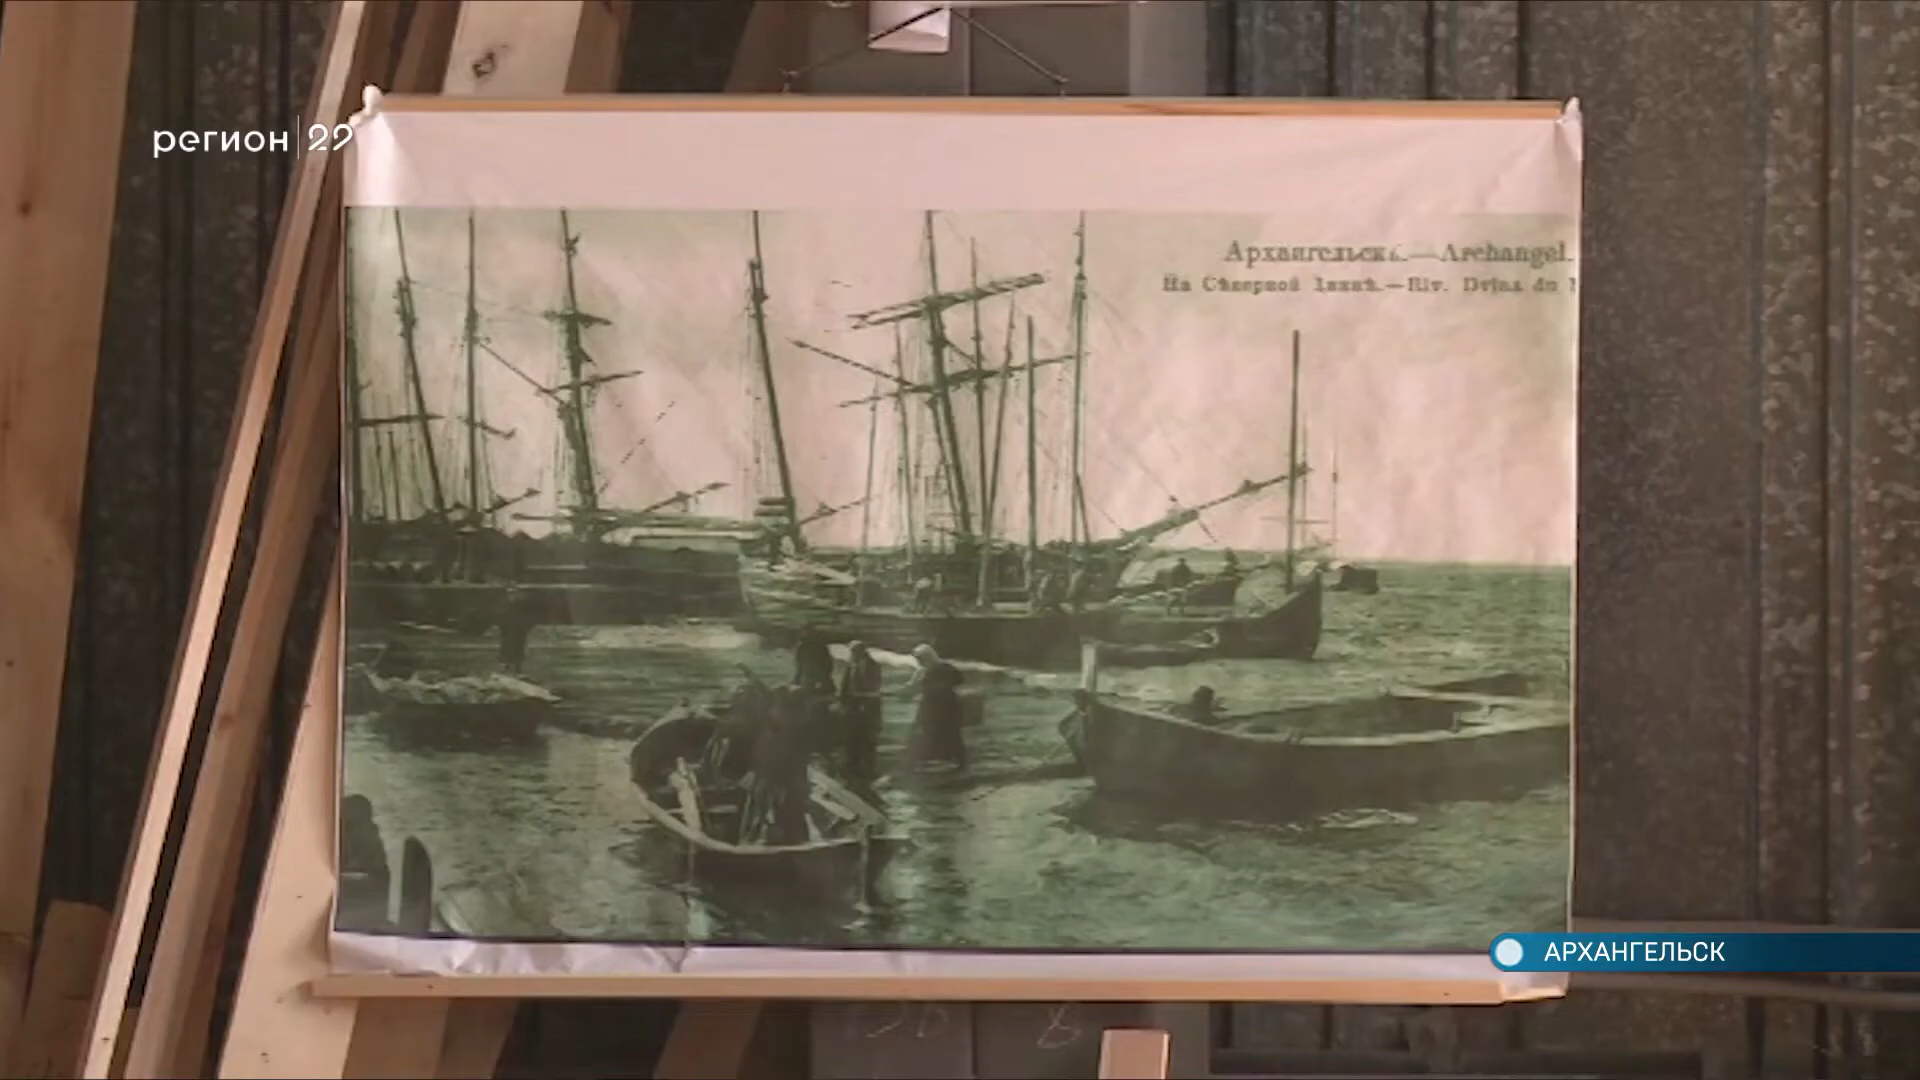 регион|29
Архангельскъ.—Archangel.
На Сѣверной Двинѣ.—Riv. Dvina du
АРХАНГЕЛЬСК